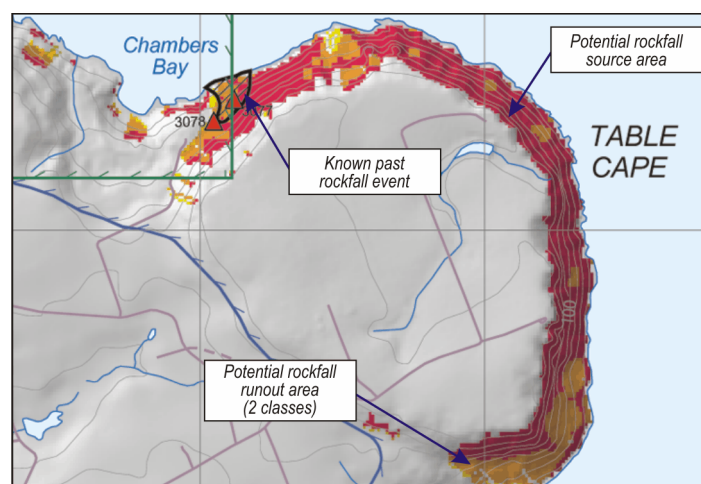 Chambers
Bay
Potential rockfall
source area
3078
TABLE
CAPE
Known past
rockfall event
100
Potential rockfall
runout area
(2 classes)